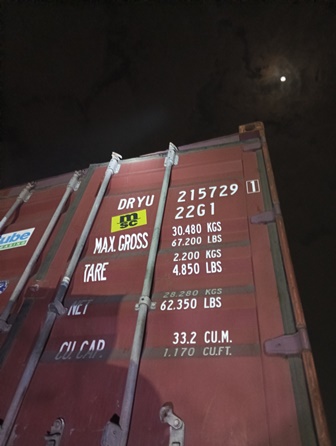 DRYU 215729 1
22G1
msc
MAX. GROSS 30.480 KGS
67.200 LBS
TARE 2.200 KGS
4.850 LBS
NET 28.280 KGS
62.350 LBS
CU. CAP. 33.2 CU.M.
1.170 CU.FT.